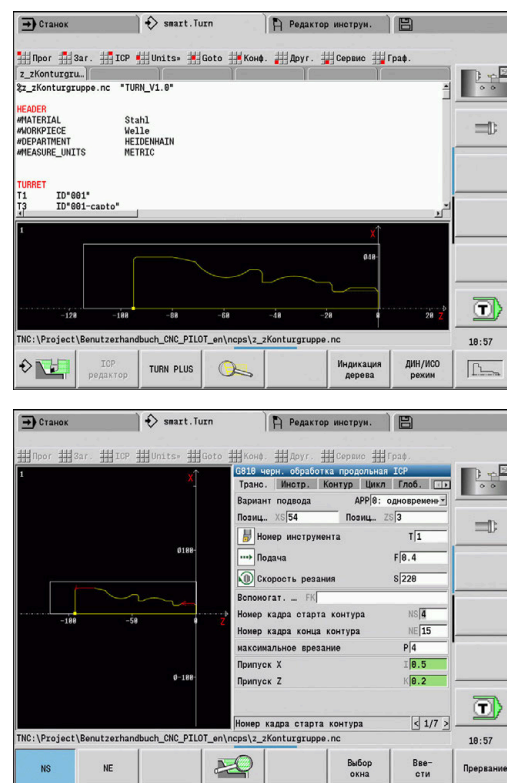 Станок smart.Turn Редактор инструм.
Прог Заг. ICP Units» Goto Конф. Друг. Сервис Граф.
z_zKonturgru…
%z_zKonturgruppe.nc "TURN_V1.0"
HEADER
#MATERIAL Stahl
#WORKPIECE Welle
#DEPARTMENT HEIDENHAIN
#MEASURE_UNITS METRIC
TURRET
T1 ID"001"
T3 ID"001-capto"
1 X
Ø40
-120 -100 -80 -60 -40 -20 0 20 Z
TNC:\Project\Benutzerhandbuch_CNC_PILOT_en\ncps\z_zKonturgruppe.nc
10:57
ICP редактор
TURN PLUS
Индикация дерева
ДИН/ИСО режим
Станок smart.Turn Редактор инструм.
Прог Заг. ICP Units» Goto Конф. Друг. Сервис Граф.
1 X
Ø100
-100 -50 0 Z
Ø-100
G810 черн. обработка продольная ICP
Транс. Инстр. Контур Цикл Глоб.
Вариант подвода APP 0: одновремен
Позиц… XS 54 Позиц… ZS 3
Номер инструмента T 1
Подача F 0.4
Скорость резания S 220
Вспомогат. … FK
Номер кадра старта контура NS 4
Номер кадра конца контура NE 15
максимальное врезание P 4
Припуск X I 0.5
Припуск Z K 0.2
Номер кадра старта контура < 1/7 >
TNC:\Project\Benutzerhandbuch_CNC_PILOT_en\ncps\z_zKonturgruppe.nc
10:57
NS
NE
Выбор окна
Вве-сти
Прерывание